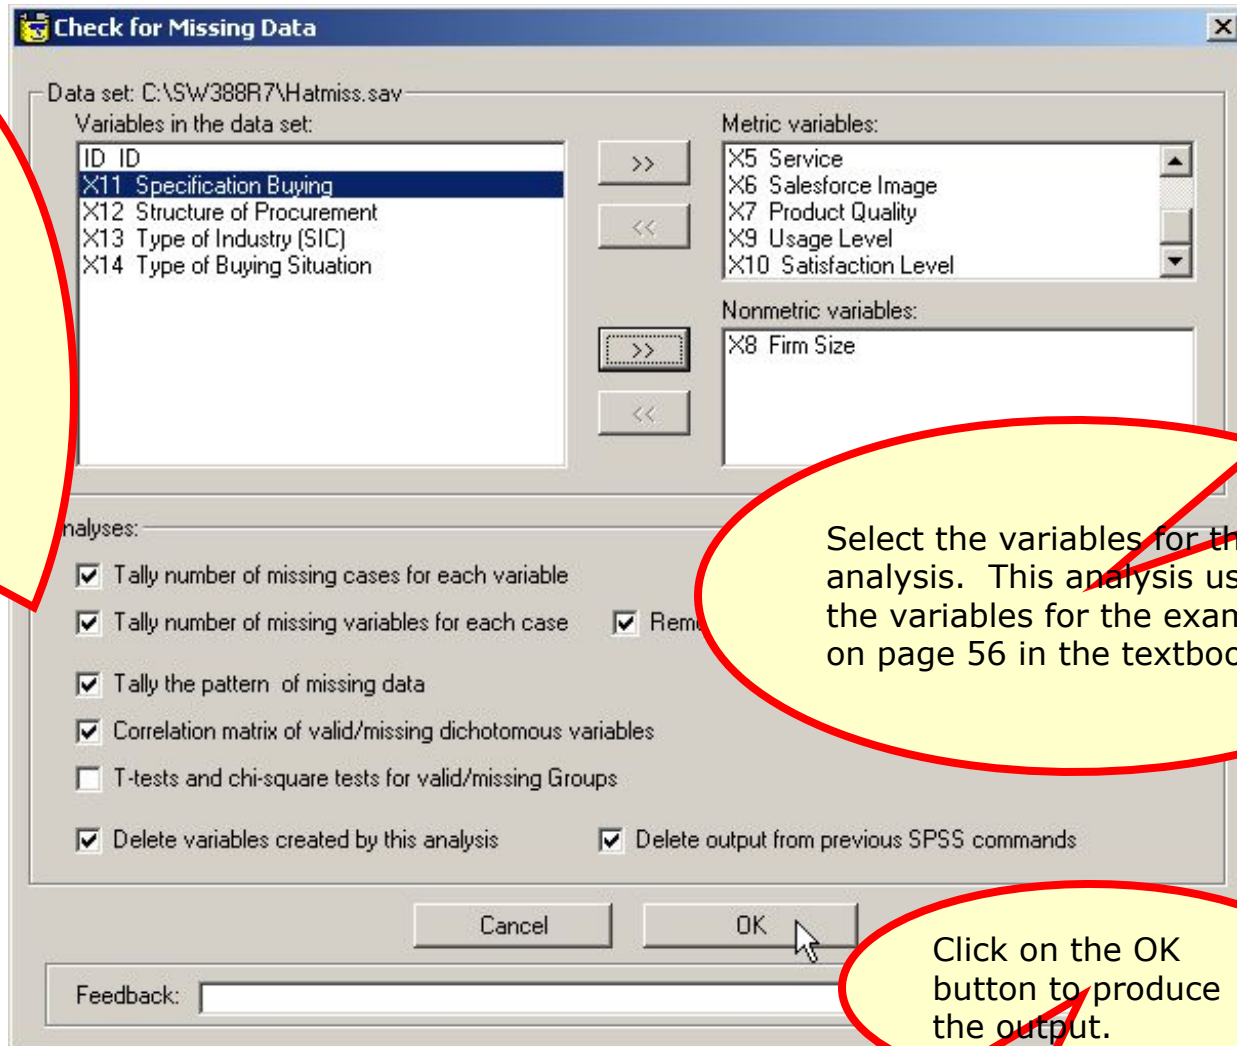 Check for Missing Data
Data set: C:\SW388R7\Hatmiss.sav
Variables in the data set:
ID ID
X11 Specification Buying
X12 Structure of Procurement
X13 Type of Industry (SIC)
X14 Type of Buying Situation
>>
<<
>>
<<
Metric variables:
X5 Service
X6 Salesforce Image
X7 Product Quality
X9 Usage Level
X10 Satisfaction Level
Nonmetric variables:
X8 Firm Size
Select the variables for
analysis. This analysis
the variables for the
on page 56 in the
Tally number of missing cases for each variable
Tally number of missing variables for each case
Tally the pattern of missing data
Correlation matrix of valid/missing dichotomous variables
T-tests and chi-square tests for valid/missing Groups
Delete variables created by this analysis
Delete output from previous SPSS commands
Cancel
OK
Click on the OK
button to produce
the output.
Feedback: